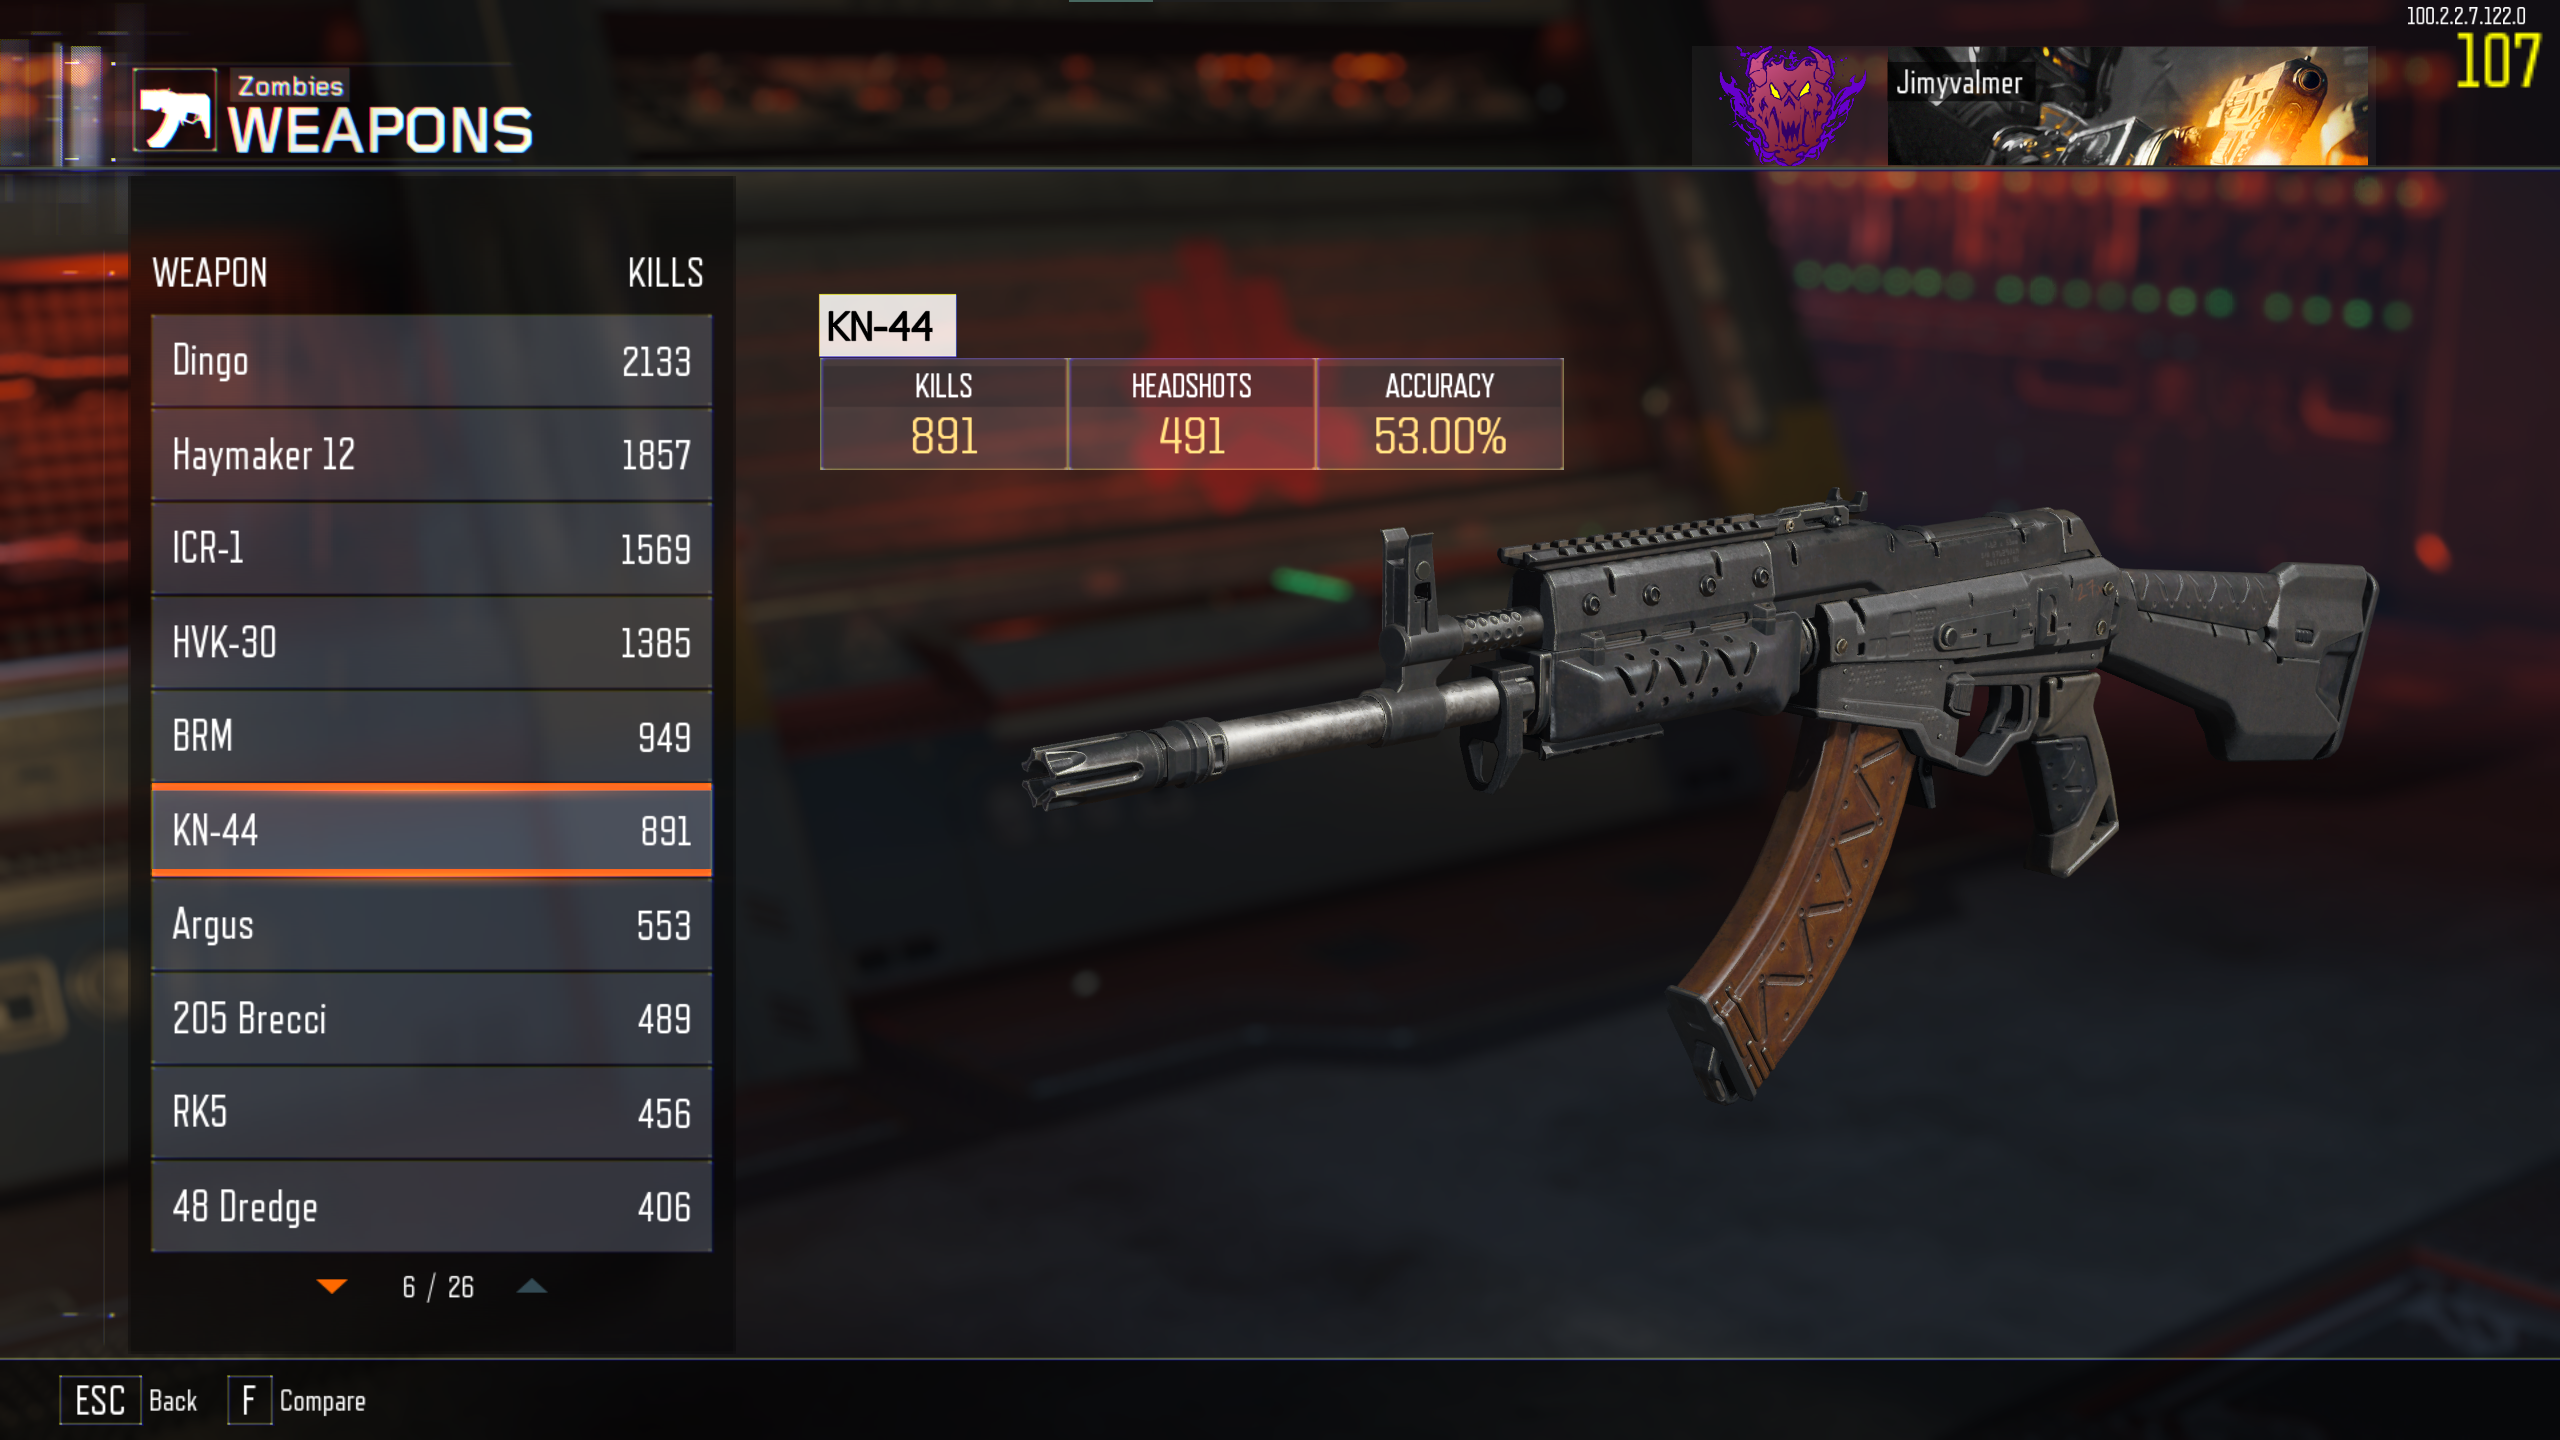 100.2.2.7.122.0
107
Zombies
WEAPONS
Jimyvalmer
WEAPON KILLS
Dingo 2133
Haymaker 12 1857
ICR-1 1569
HVK-30 1385
BRM 949
KN-44 891
Argus 553
205 Brecci 489
RK5 456
48 Dredge 406
6 / 26
KN-44
KILLS HEADSHOTS ACCURACY
891 491 53.00%
ESC Back F Compare